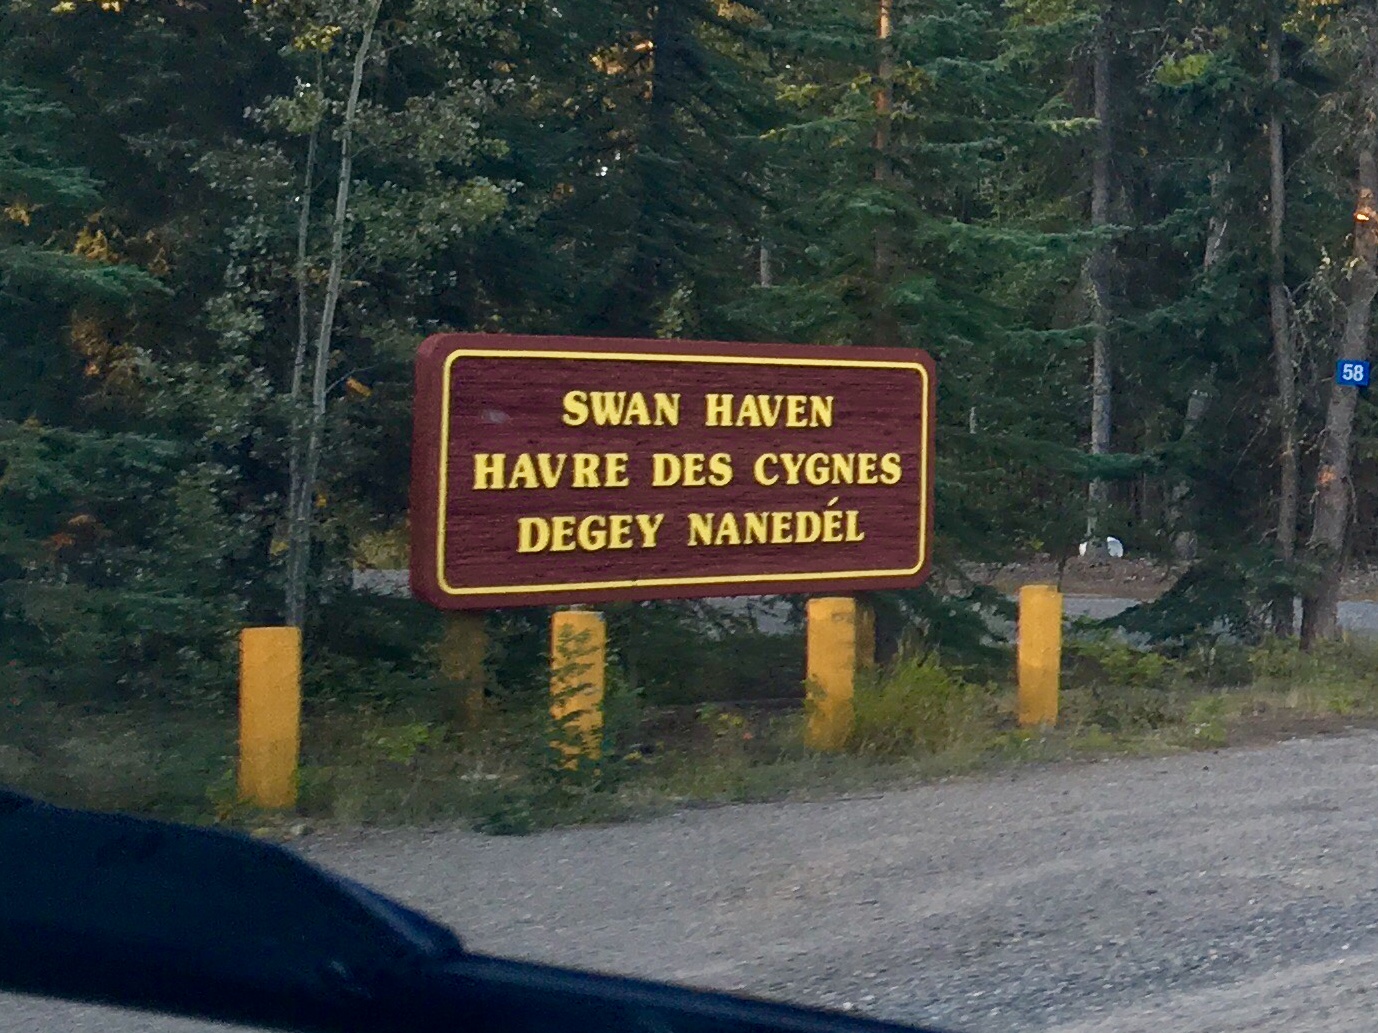 SWAN HAVEN
HAVRE DES CYGNES
DEGEY NANEDÉL
58